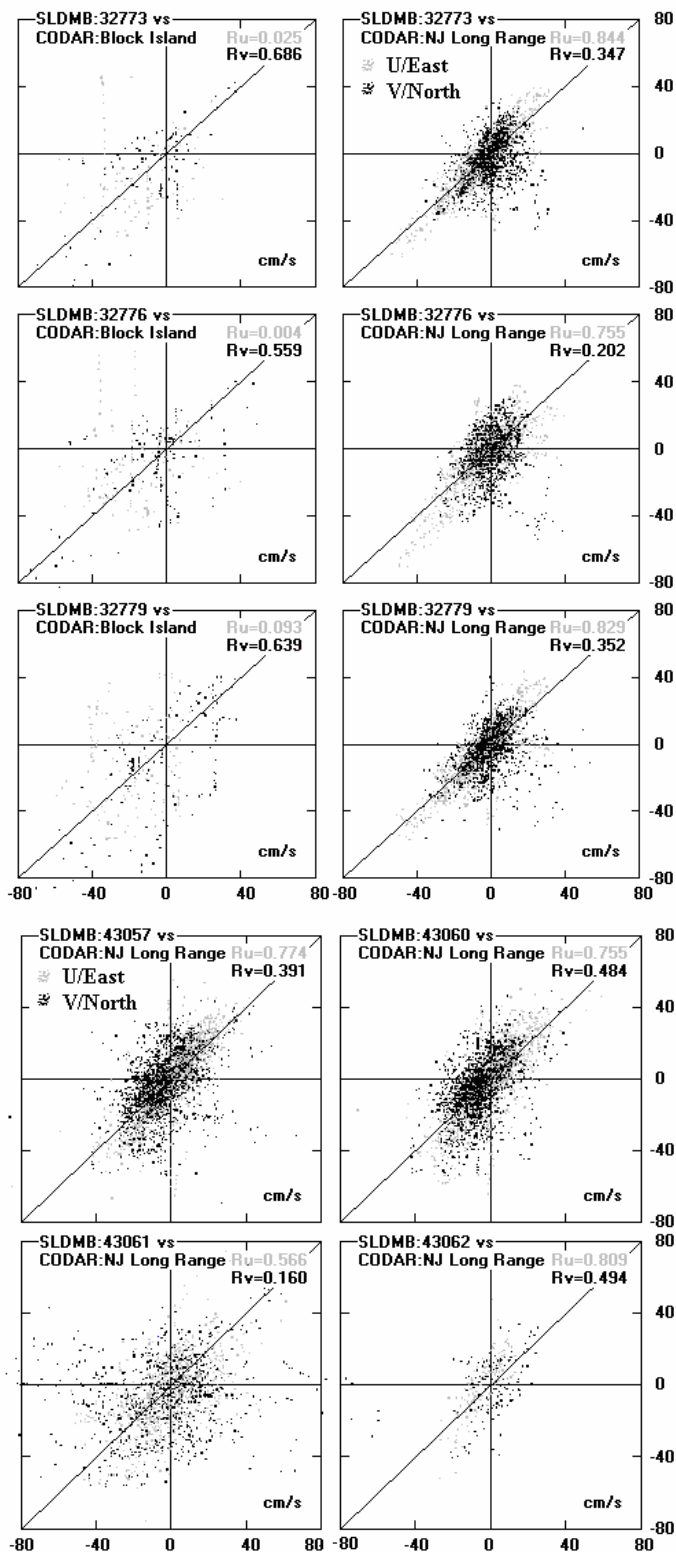 SLDMB:32773 vs
CODAR:Block Island Ru=0.025
Rv=0.686
cm/s
SLDMB:32773 vs
CODAR:NJ Long Range Ru=0.844
U/East Rv=0.347
V/North
cm/s
80
40
0
-40
-80
SLDMB:32776 vs
CODAR:Block Island Ru=0.004
Rv=0.559
cm/s
SLDMB:32776 vs
CODAR:NJ Long Range Ru=0.755
Rv=0.202
cm/s
80
40
0
-40
-80
SLDMB:32779 vs
CODAR:Block Island Ru=0.093
Rv=0.639
cm/s
-80 -40 0 40 80
SLDMB:32779 vs
CODAR:NJ Long Range Ru=0.829
Rv=0.352
cm/s
80
40
0
-40
-80
-80 -40 0 40 80
SLDMB:43057 vs
CODAR:NJ Long Range Ru=0.774
U/East Rv=0.391
V/North
cm/s
SLDMB:43060 vs
CODAR:NJ Long Range Ru=0.755
Rv=0.484
cm/s
80
40
0
-40
-80
SLDMB:43061 vs
CODAR:NJ Long Range Ru=0.566
Rv=0.160
cm/s
-80 -40 0 40 80
SLDMB:43062 vs
CODAR:NJ Long Range Ru=0.809
Rv=0.494
cm/s
80
40
0
-40
-80
-40 0 40 80